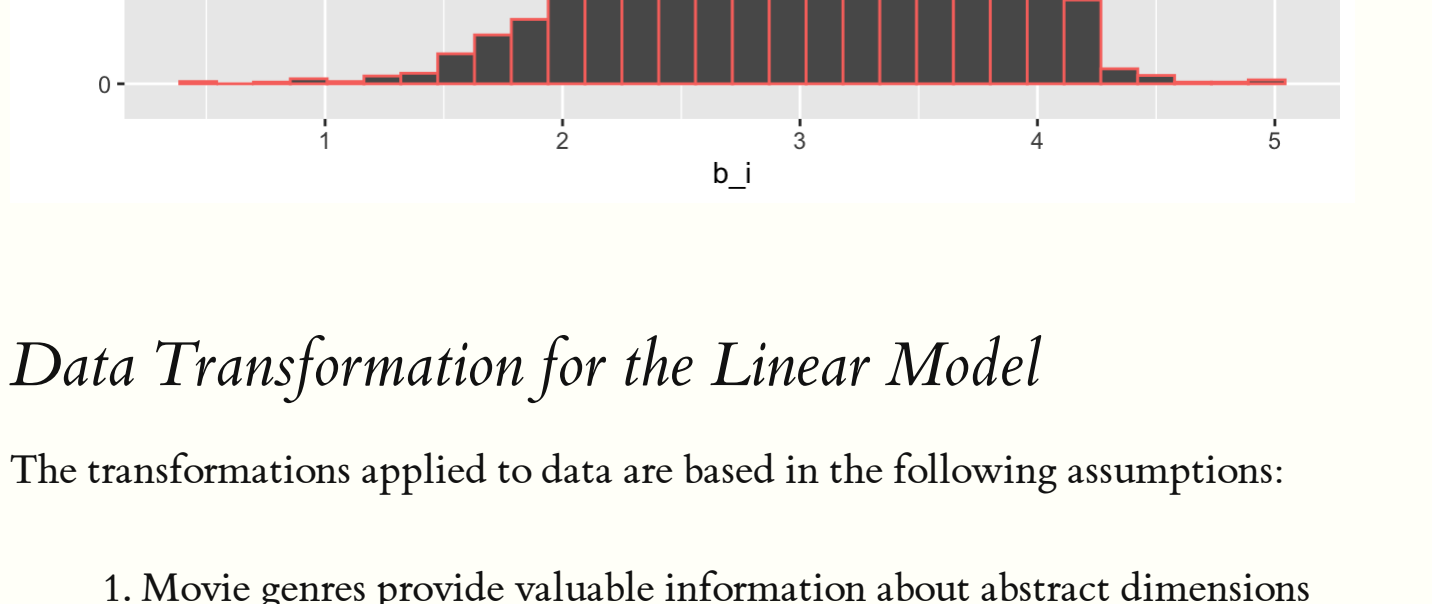 0
1 2 3 4 5
b_i
Data Transformation for the Linear Model
The transformations applied to data are based in the following assumptions:
1. Movie genres provide valuable information about abstract dimensions